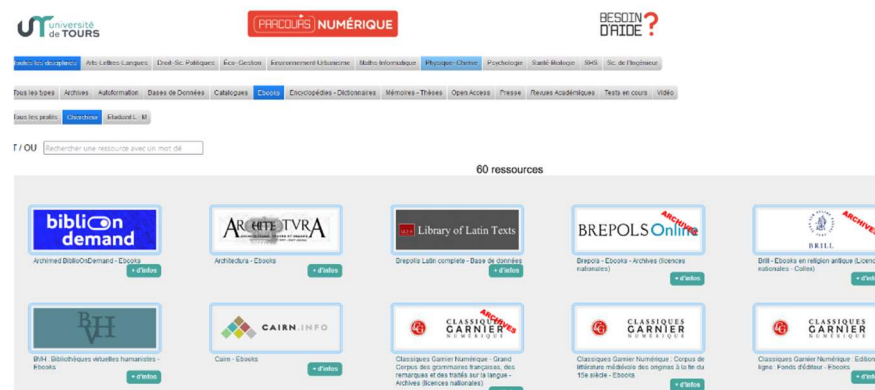 université
de TOURS
PARCOURS NUMÉRIQUE
BESOIN
D'AIDE ?
Toutes les disciplines Arts-Lettres-Langues Droit-Sc. Politiques Éco-Gestion Environnement-Urbanisme Maths-Informatique Physique-Chimie Psychologie Santé-Biologie SHS Sc. de l'Ingénieur
Tous les types Archives Autoformation Bases de Données Catalogues Ebooks Encyclopédies - Dictionnaires Mémoires - Thèses Open Access Presse Revues Académiques Tests en cours Vidéo
Tous les profils Chercheur Etudiant L - M
T / OU Rechercher une ressource avec un mot clé
60 ressources
biblion
demand
ARCHITECTVRA
Library of Latin Texts
BREPOLS Online
ARCHIVES
BRILL
ARCHIVES
Archimed BiblioOnDemand - Ebooks
+ d'infos
Architectura - Ebooks
+ d'infos
Brepolis Latin complete - Base de données
+ d'infos
Brepols - Ebooks - Archives (licences
nationales)
+ d'infos
Brill - Ebooks en religion antique (Licences
nationales - Collex)
+ d'infos
BVH
CAIRN.INFO
CLASSIQUES
GARNIER
NUMÉRIQUE
ARCHIVES
CLASSIQUES
GARNIER
NUMÉRIQUE
CLASSIQUES
GARNIER
NUMÉRIQUE
BVH : Bibliothèques virtuelles humanistes -
Ebooks
+ d'infos
Cairn - Ebooks
+ d'infos
Classiques Garnier Numérique - Grand
Corpus des grammaires françaises, des
remarques et des traités sur la langue -
Archives (licences nationales)
Classiques Garnier Numérique : Corpus de
littérature médiévale des origines à la fin du
15e siècle - Ebooks
+ d'infos
Classiques Garnier Numérique : Edition
ligne : Fonds d'éditeur - Ebooks
+ d'infos